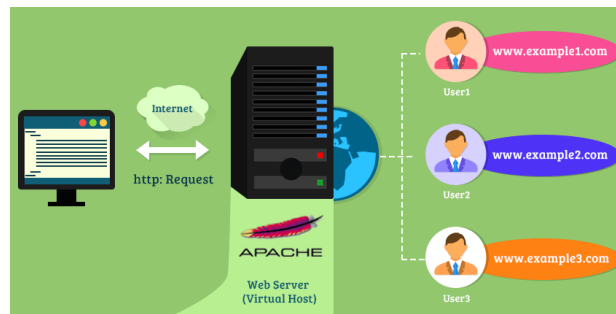 Internet
http: Request
APACHE
Web Server
(Virtual Host)
www.example1.com
User1
www.example2.com
User2
www.example3.com
User3